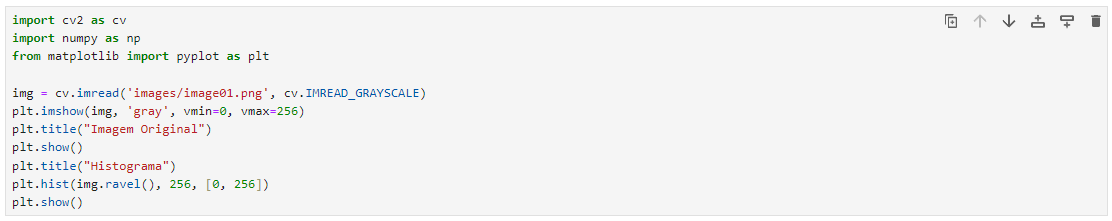 import cv2 as cv
import numpy as np
from matplotlib import pyplot as plt

img = cv.imread('images/image01.png', cv.IMREAD_GRAYSCALE)
plt.imshow(img, 'gray', vmin=0, vmax=256)
plt.title("Imagem Original")
plt.show()
plt.title("Histograma")
plt.hist(img.ravel(), 256, [0, 256])
plt.show()